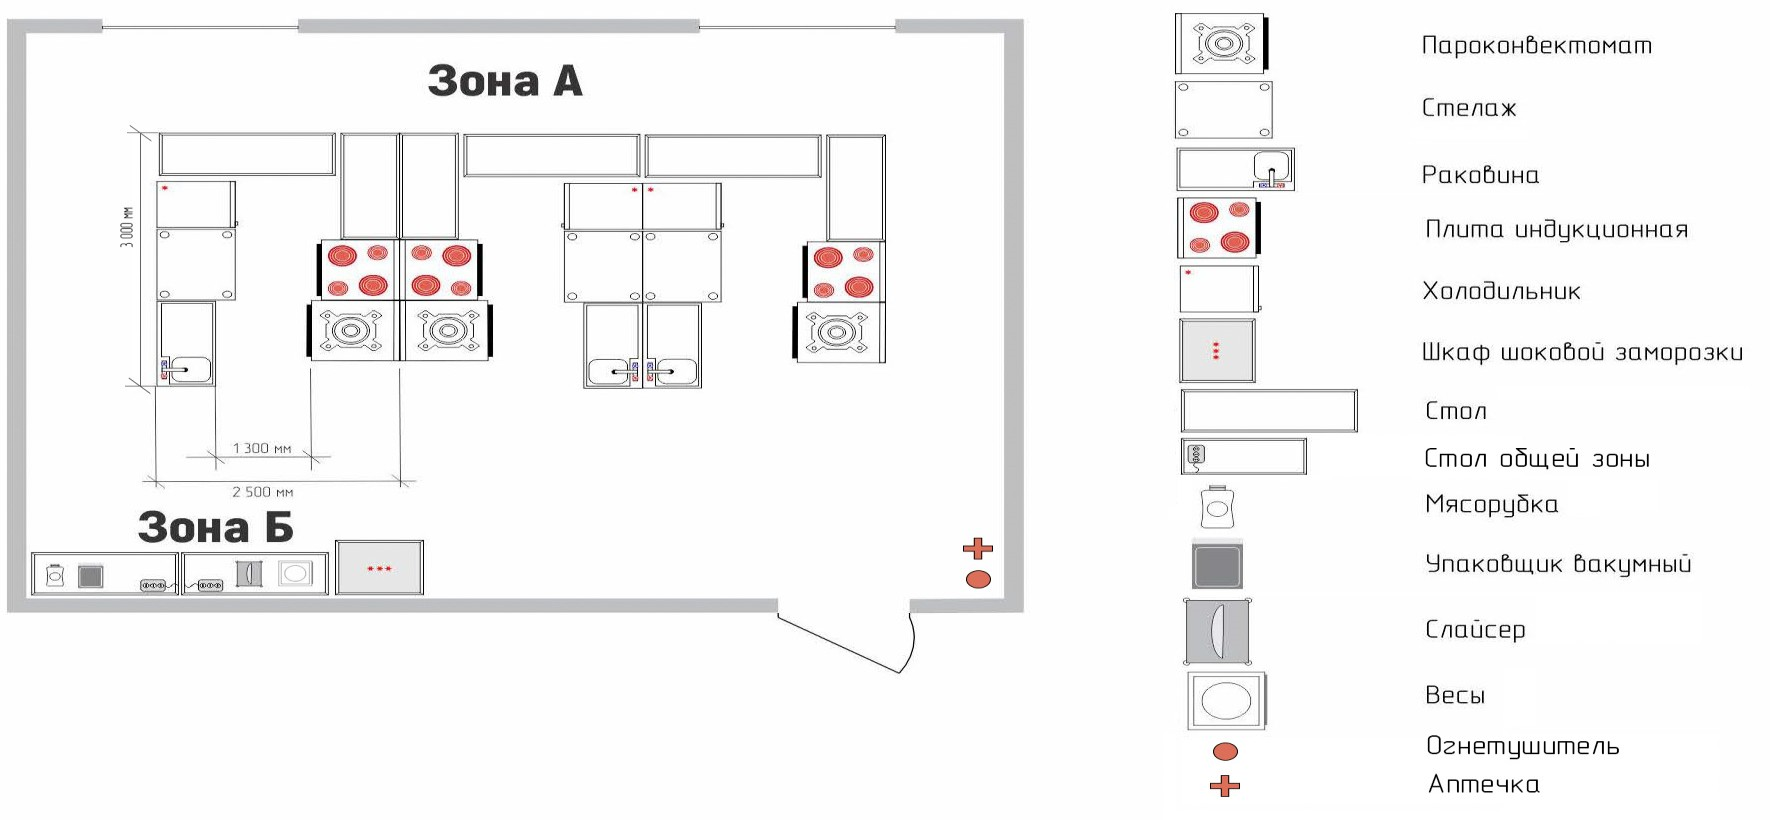 Зона А
3 000 мм
1 300 мм
2 500 мм
Зона Б
Пароконвектомат
Стелаж
Раковина
Плита индукционная
Холодильник
Шкаф шоковой заморозки
Стол
Стол общей зоны
Мясорубка
Упаковщик вакумный
Слайсер
Весы
Огнетушитель
Аптечка